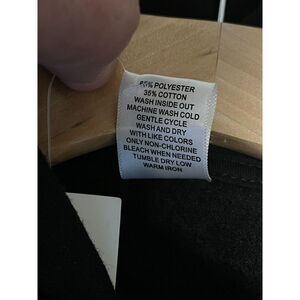 65% POLYESTER
35% COTTON
WASH INSIDE OUT
MACHINE WASH COLD
GENTLE CYCLE
WASH AND DRY
WITH LIKE COLORS
ONLY NON-CHLORINE
BLEACH WHEN NEEDED
TUMBLE DRY LOW
WARM IRON